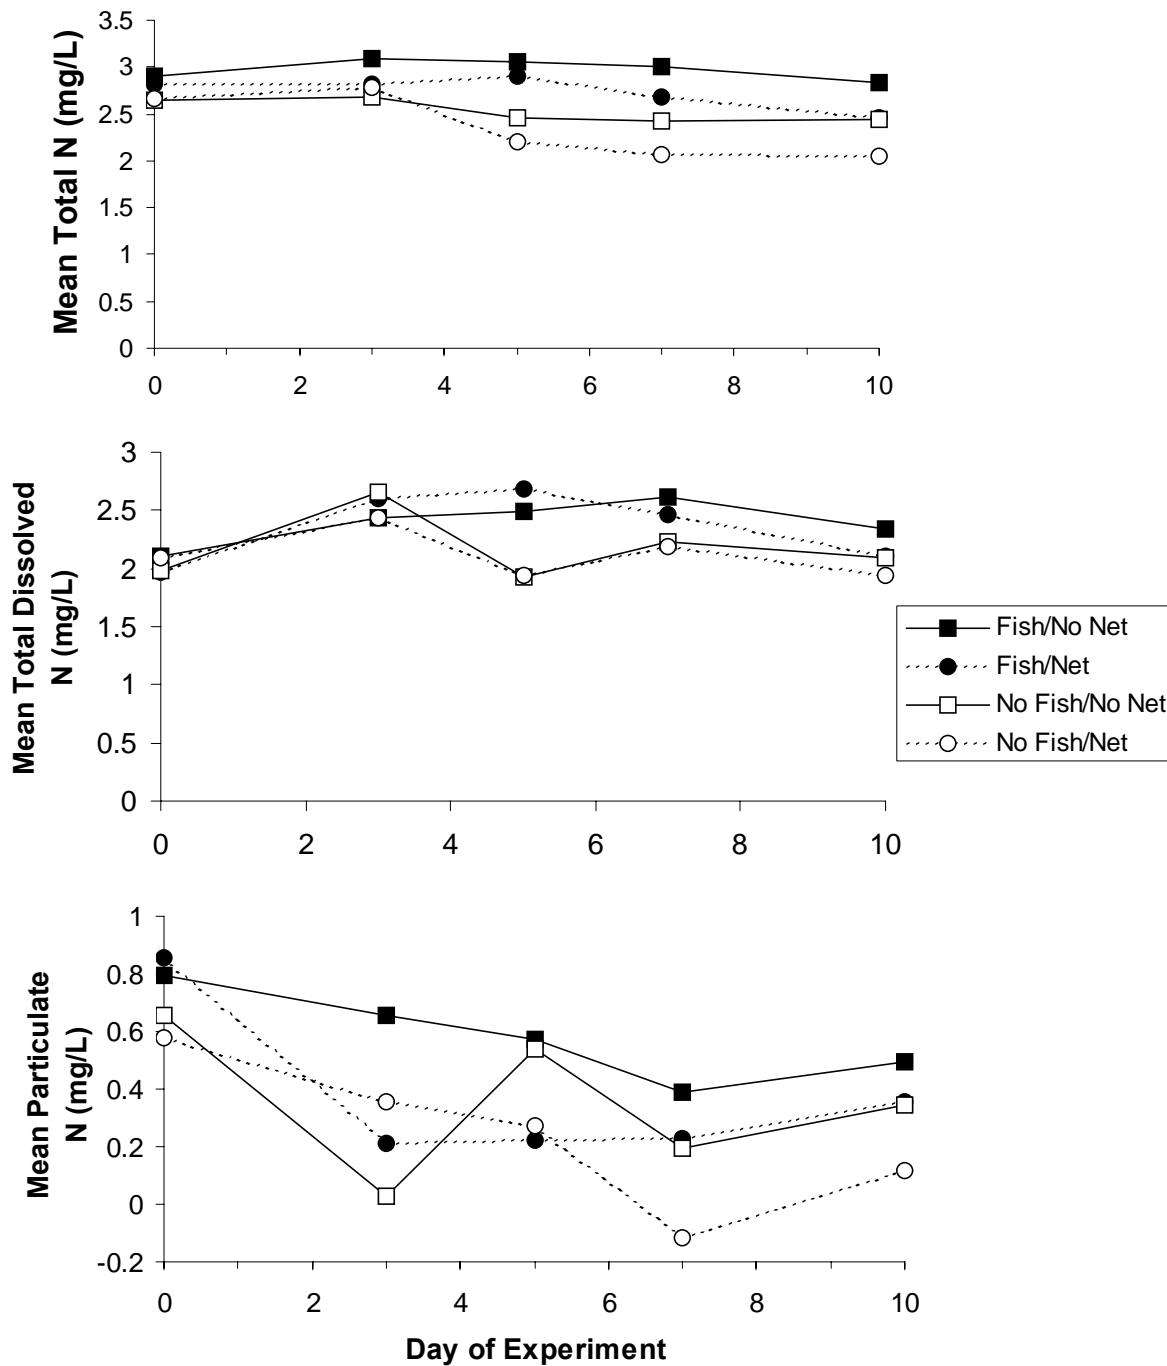 3.5
3
2.5
2
1.5
1
0.5
0
Mean Total N (mg/L)
0 2 4 6 8 10
3
2.5
2
1.5
1
0.5
0
Mean Total Dissolved
N (mg/L)
0 2 4 6 8 10
Fish/No Net
Fish/Net
No Fish/No Net
No Fish/Net
1
0.8
0.6
0.4
0.2
0
-0.2
Mean Particulate
N (mg/L)
0 2 4 6 8 10
Day of Experiment